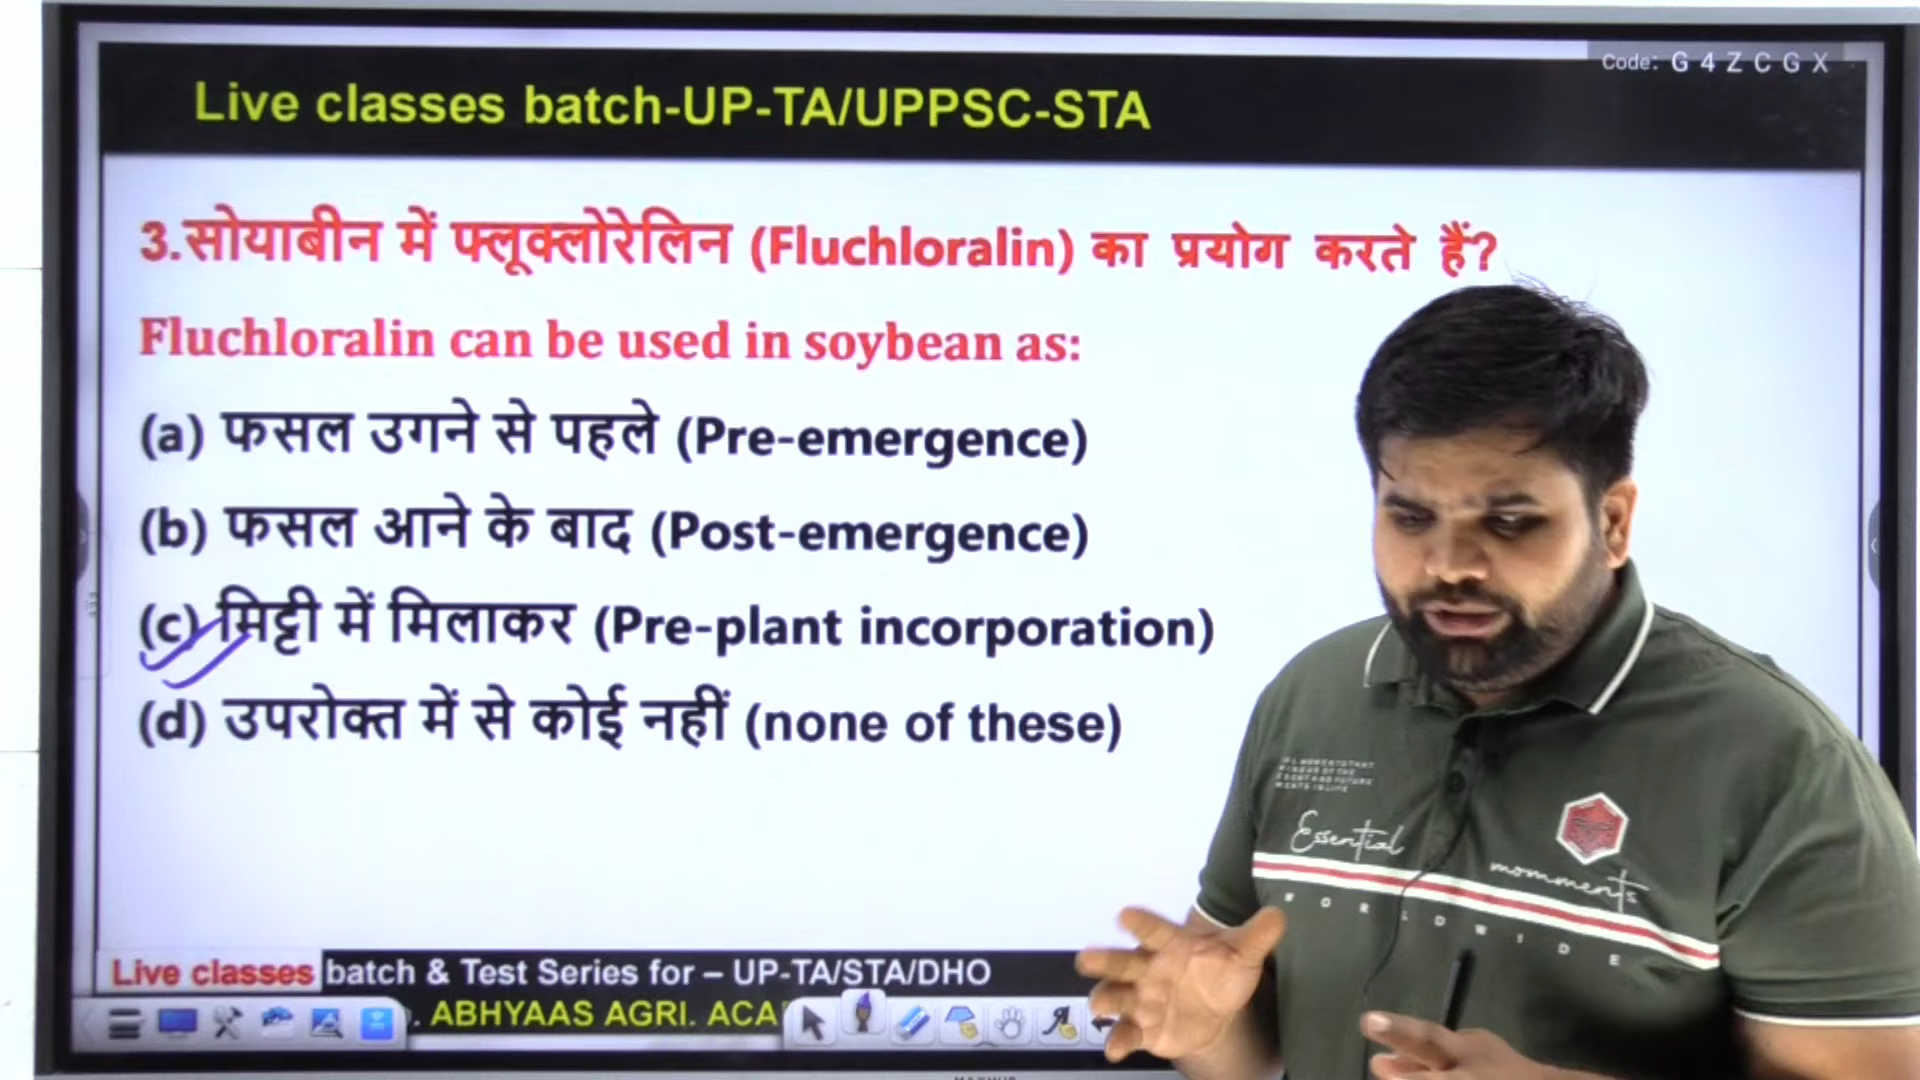 Code: G 4 Z C G X
Live classes batch-UP-TA/UPPSC-STA
3.सोयाबीन में फ्लूक्लोरेलिन (Fluchloralin) का प्रयोग करते हैं?
Fluchloralin can be used in soybean as:
(a) फसल उगने से पहले (Pre-emergence)
(b) फसल आने के बाद (Post-emergence)
(c) मिट्टी में मिलाकर (Pre-plant incorporation)
(d) उपरोक्त में से कोई नहीं (none of these)
Essential
momments
WORLDWIDE
Live classes batch & Test Series for – UP-TA/STA/DHO
ABHYAAS AGRI. ACA